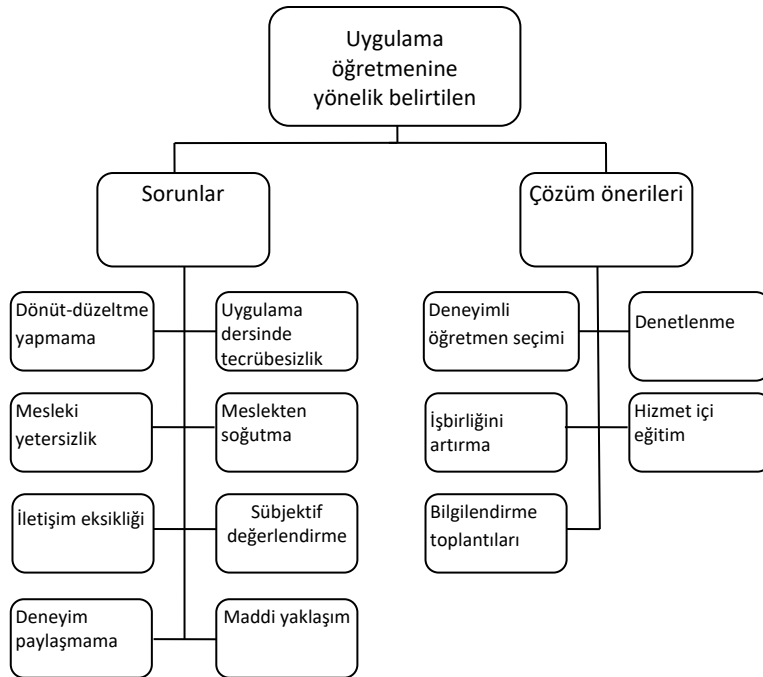 Uygulama
öğretmenine
yönelik belirtilen
Sorunlar
Çözüm önerileri
Dönüt-düzeltme
yapmama
Uygulama
dersinde
tecrübesizlik
Deneyimli
öğretmen seçimi
Denetlenme
Mesleki
yetersizlik
Meslekten
soğutma
İşbirliğini
artırma
Hizmet içi
eğitim
İletişim eksikliği
Sübjektif
değerlendirme
Bilgilendirme
toplantıları
Deneyim
paylaşmama
Maddi yaklaşım